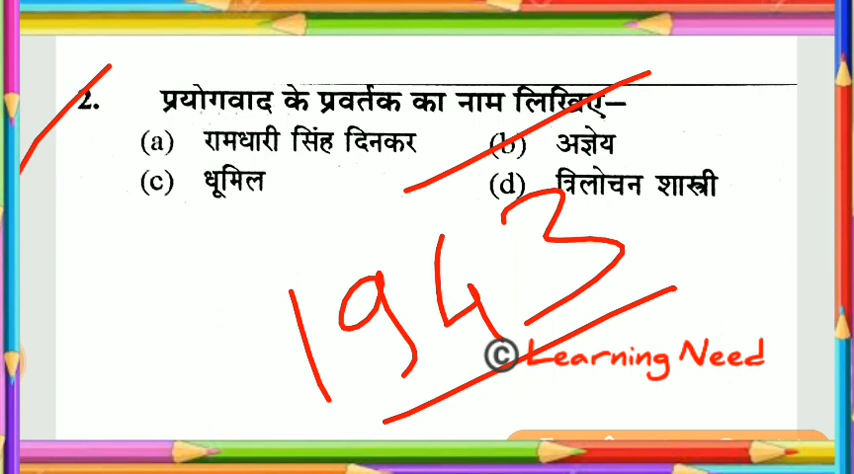 2. प्रयोगवाद के प्रवर्तक का नाम लिखिए–
(a) रामधारी सिंह दिनकर (b) अज्ञेय
(c) धूमिल (d) त्रिलोचन शास्त्री
1943
© Learning Need